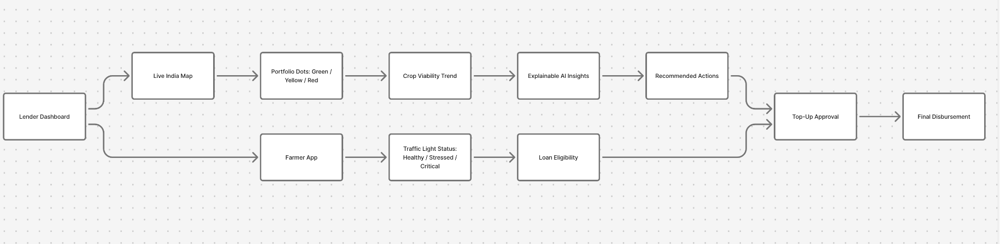 Lender Dashboard
Live India Map
Portfolio Dots: Green /
Yellow / Red
Crop Viability Trend
Explainable AI Insights
Recommended Actions
Farmer App
Traffic Light Status:
Healthy / Stressed /
Critical
Loan Eligibility
Top-Up Approval
Final Disbursement